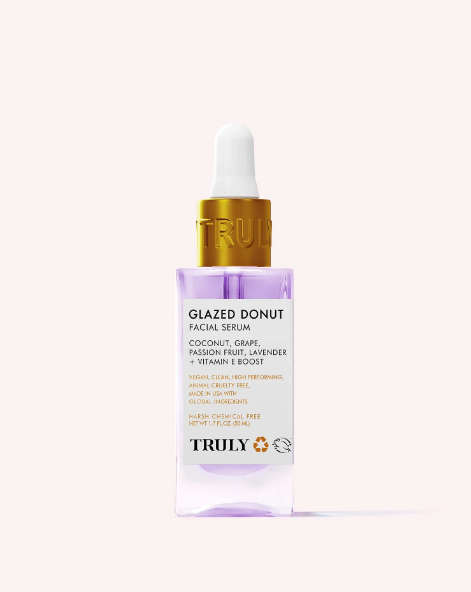 TRULY
GLAZED DONUT
FACIAL SERUM
COCONUT, GRAPE,
PASSION FRUIT, LAVENDER
+ VITAMIN E BOOST
VEGAN, CLEAN, HIGH PERFORMING,
ANIMAL CRUELTY FREE,
MADE IN USA WITH
GLOBAL INGREDIENTS
HARSH CHEMICAL FREE
NET WT 1.7 FL OZ. (50 ML)
TRULY